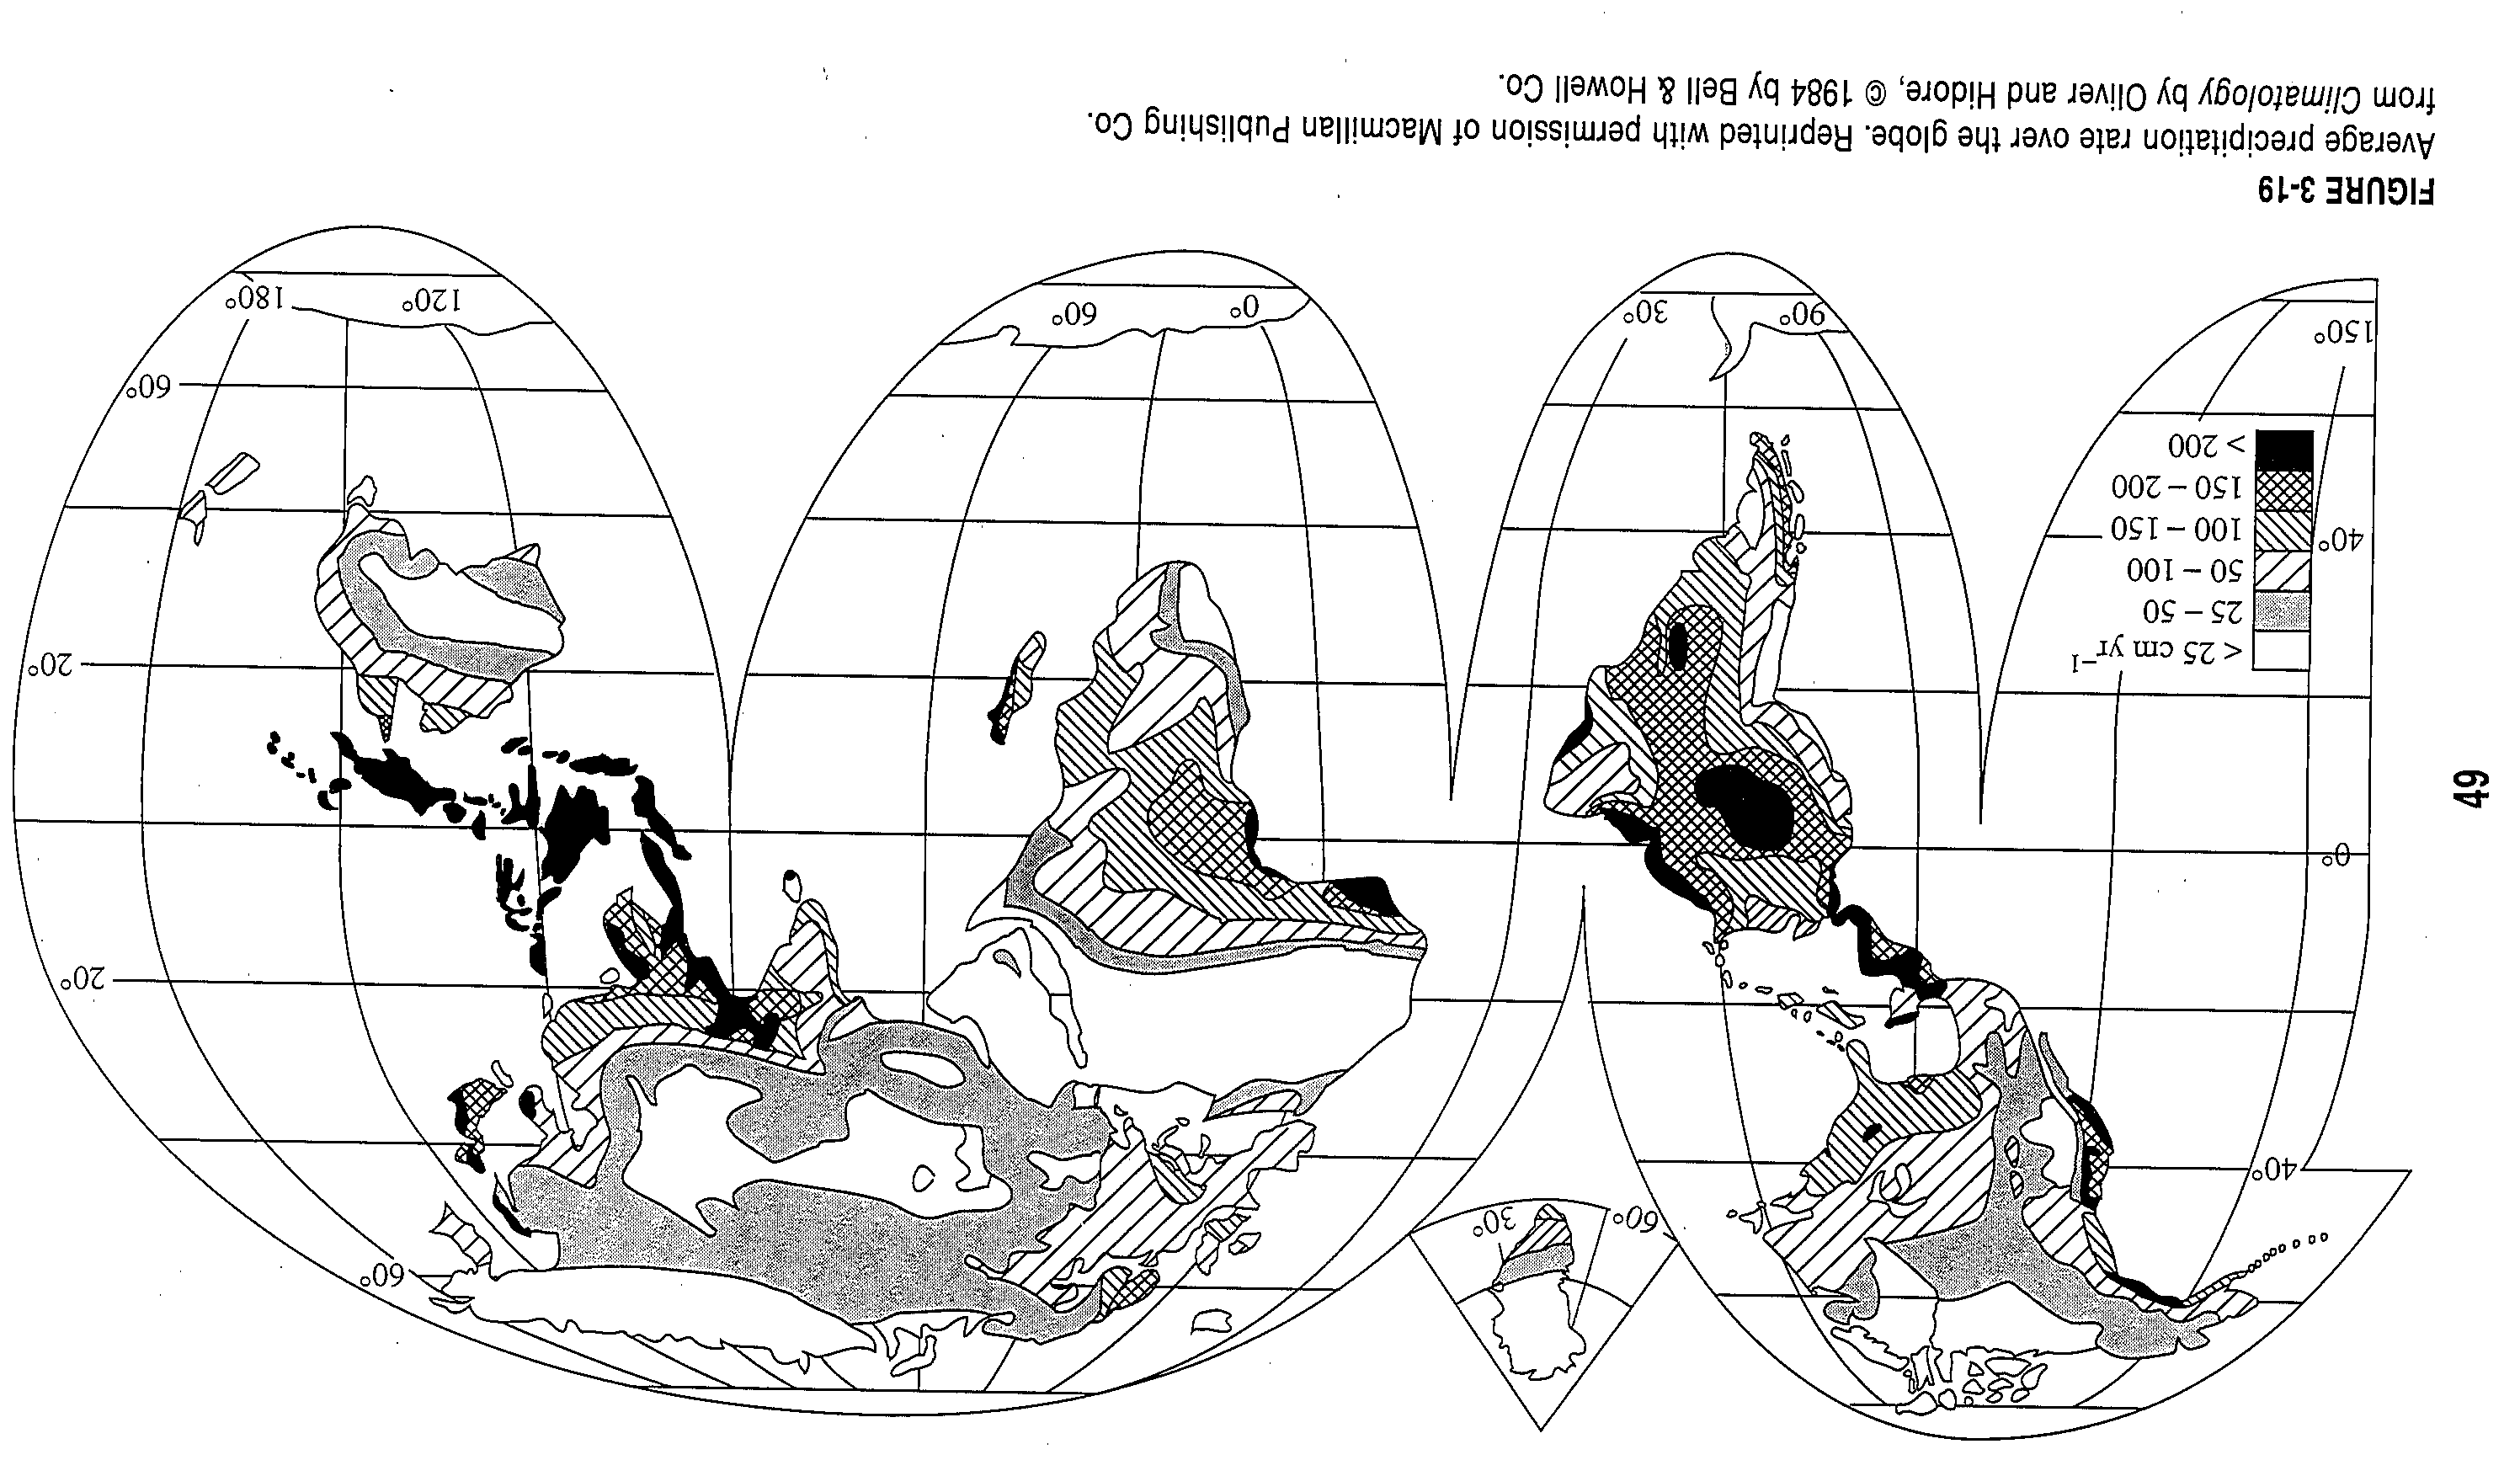 60°
60° 30°
40°
20°
0°
49
20°
< 25 cm yr⁻¹
25 – 50
50 – 100
40°
100 – 150
150 – 200
> 200
60°
150° 90° 30° 0° 60° 120° 180°
FIGURE 3-19
Average precipitation rate over the globe. Reprinted with permission of Macmillan Publishing Co.
from Climatology by Oliver and Hidore, © 1984 by Bell & Howell Co.